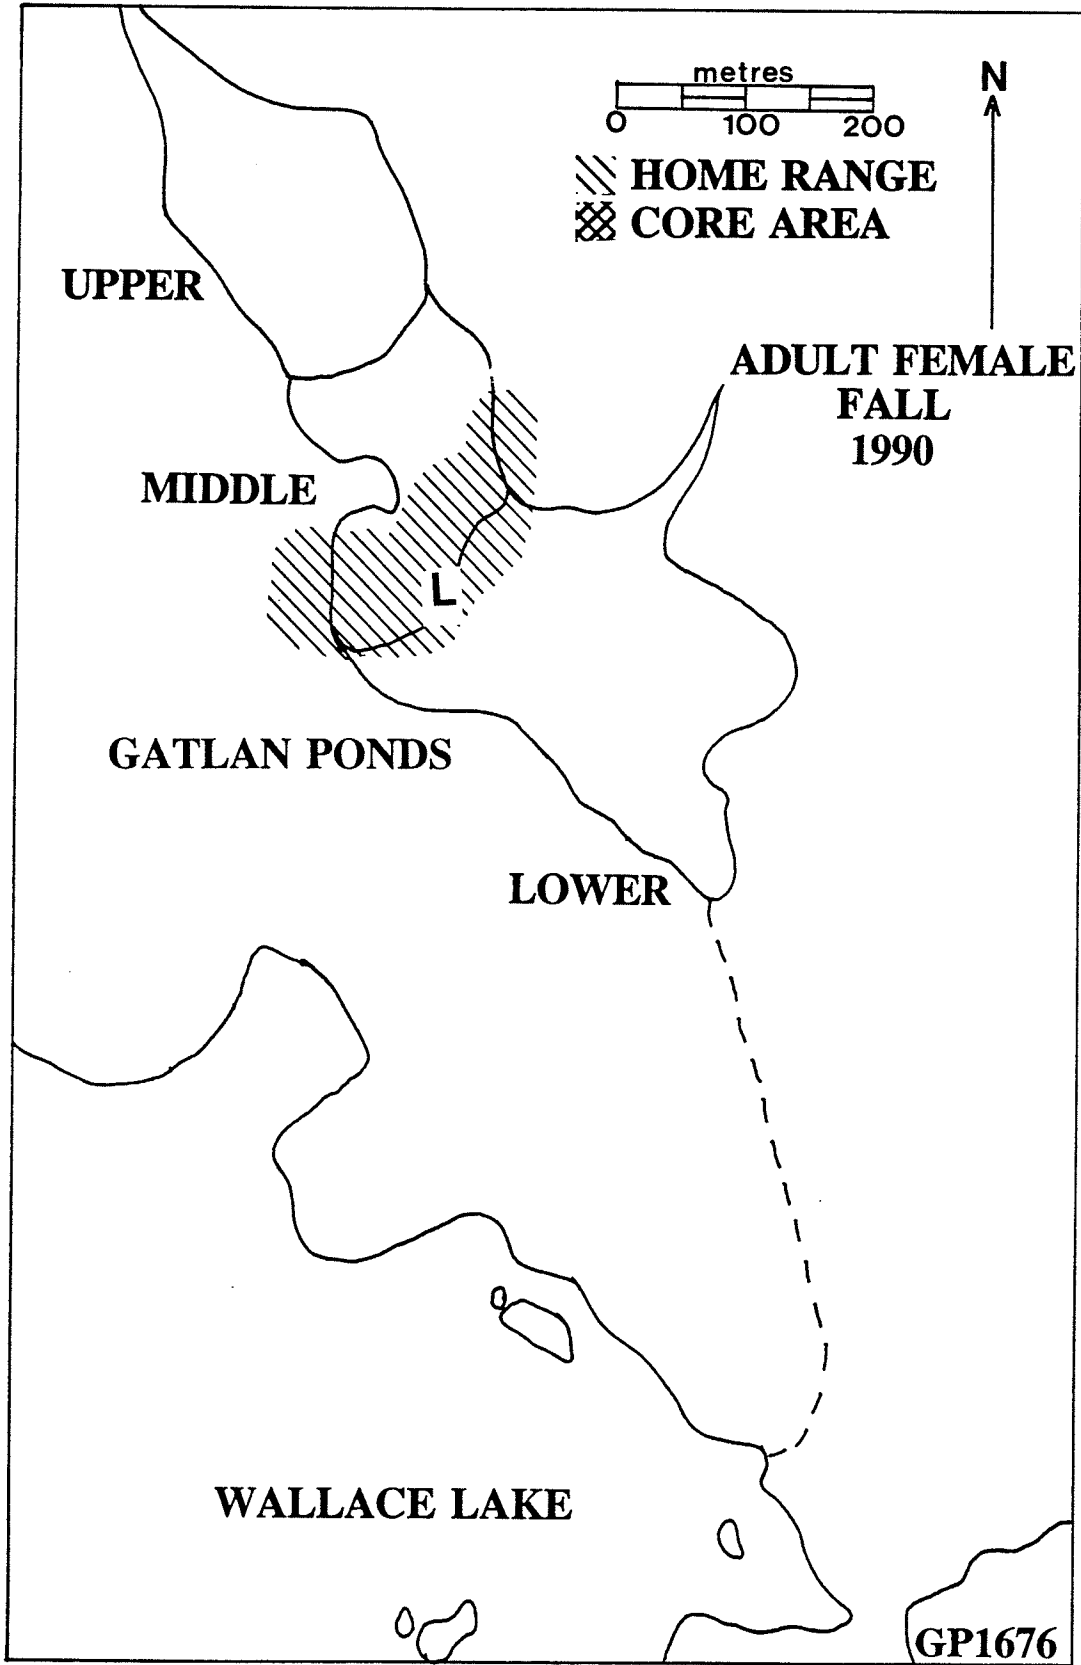 metres
0 100 200
N
HOME RANGE
CORE AREA
UPPER
ADULT FEMALE
FALL
1990
MIDDLE
L
GATLAN PONDS
LOWER
WALLACE LAKE
GP1676